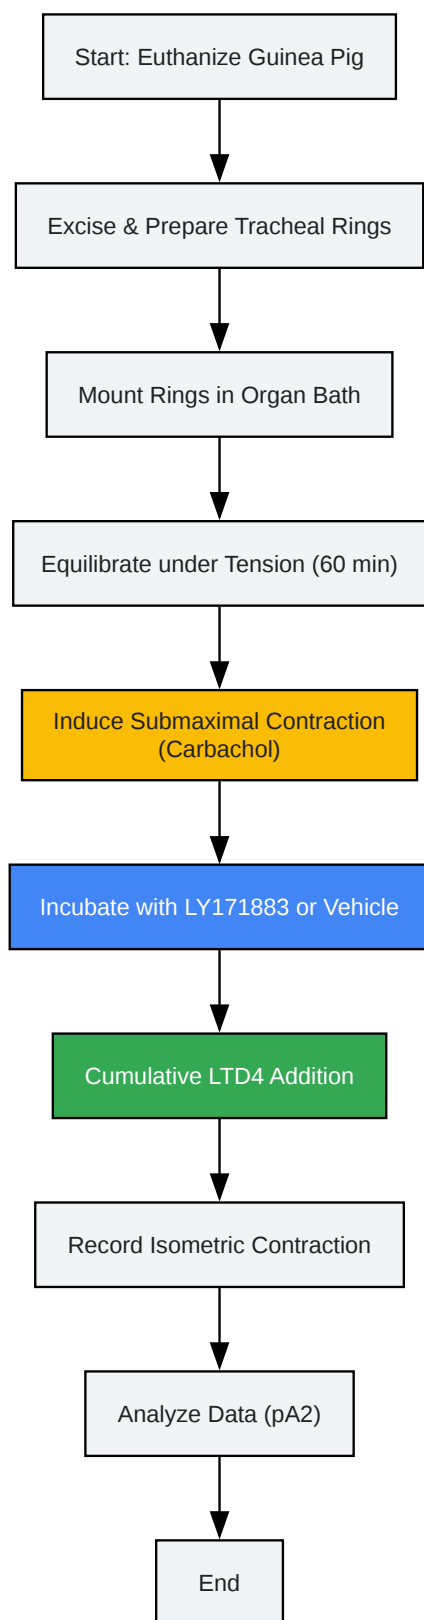 Start: Euthanize Guinea Pig
Excise & Prepare Tracheal Rings
Mount Rings in Organ Bath
Equilibrate under Tension (60 min)
Induce Submaximal Contraction
(Carbachol)
Incubate with LY171883 or Vehicle
Cumulative LTD4 Addition
Record Isometric Contraction
Analyze Data (pA2)
End